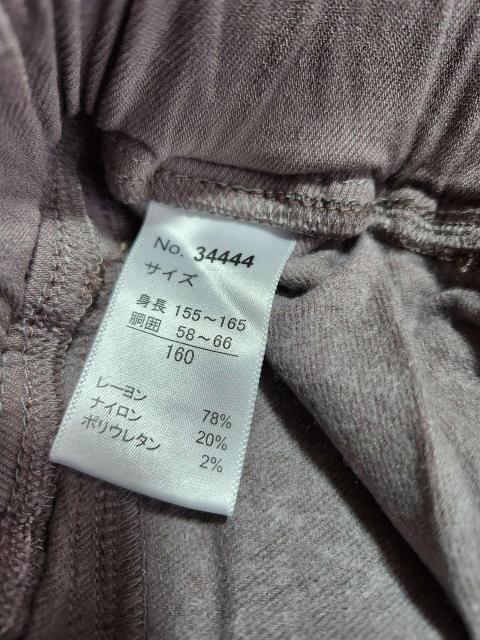 No. 34444
サイズ
身長 155～165
胴囲 58～66
160
レーヨン 78%
ナイロン 20%
ポリウレタン 2%